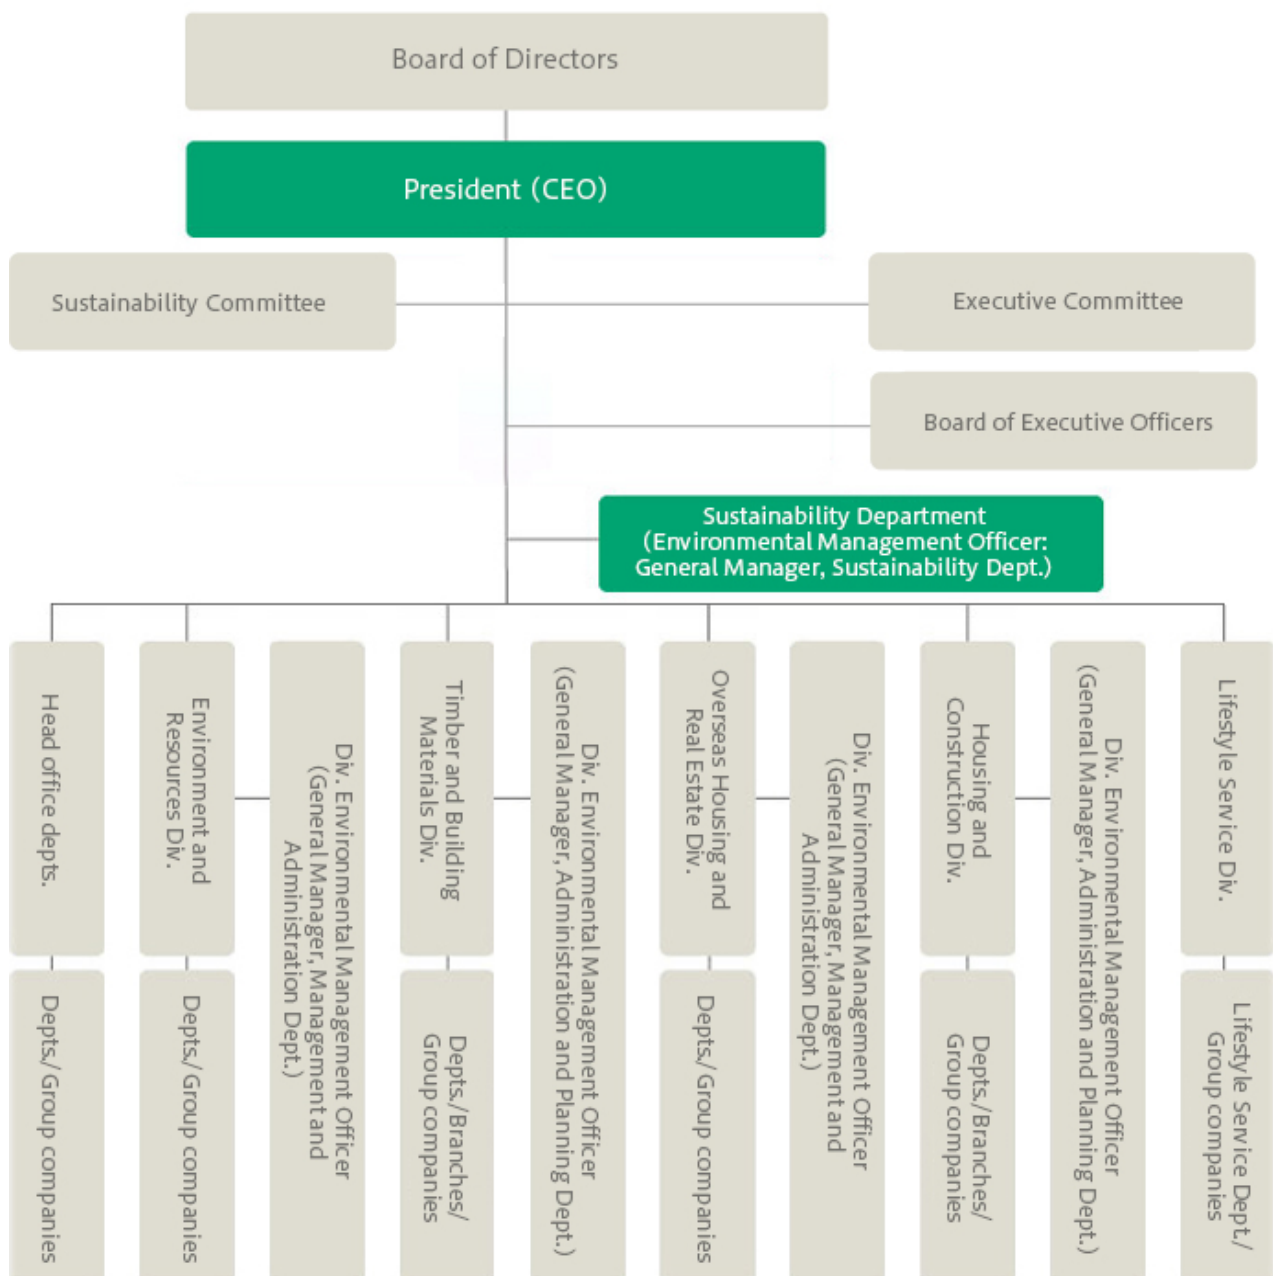 Board of Directors
President (CEO)
Sustainability Committee
Executive Committee
Board of Executive Officers
Sustainability Department
(Environmental Management Officer:
General Manager, Sustainability Dept.)
Head office depts.
Environment and
Resources Div.
Div. Environmental Management Officer
(General Manager, Management and
Administration Dept.)
Timber and Building
Materials Div.
Div. Environmental Management Officer
(General Manager, Administration and Planning Dept.)
Overseas Housing and
Real Estate Div.
Div. Environmental Management Officer
(General Manager, Management and
Administration Dept.)
Housing and
Construction Div.
Div. Environmental Management Officer
(General Manager, Administration and Planning Dept.)
Lifestyle Service Div.
Depts./Group companies
Depts./Group companies
Depts./Branches/
Group companies
Depts./Group companies
Depts./Branches/
Group companies
Lifestyle Service Dept./
Group companies